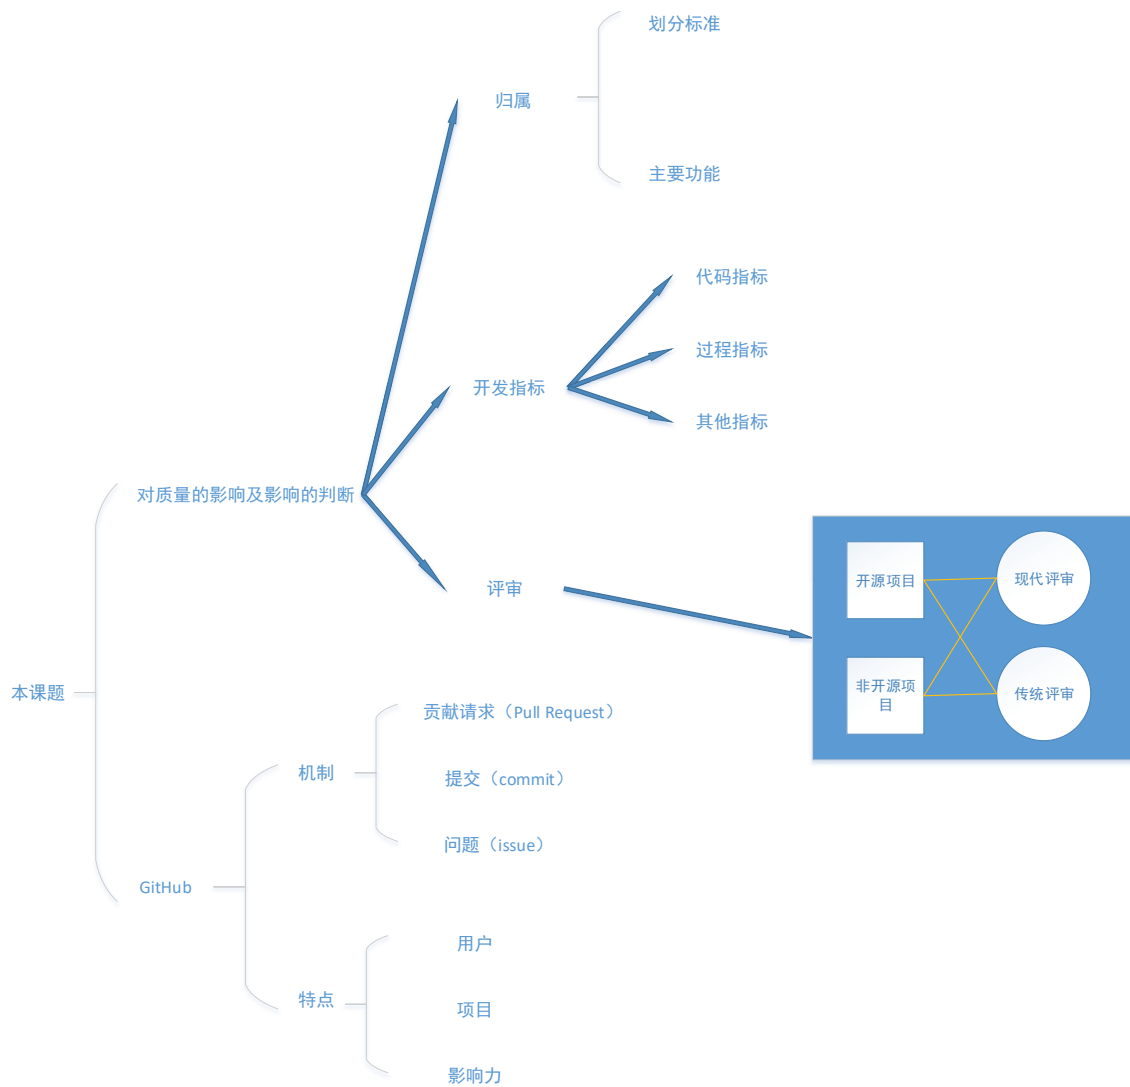 划分标准
归属
主要功能
代码指标
过程指标
开发指标
其他指标
对质量的影响及影响的判断
评审
开源项目
现代评审
非开源项
目
传统评审
本课题
贡献请求（Pull Request）
机制
提交（commit）
问题（issue）
GitHub
用户
特点
项目
影响力